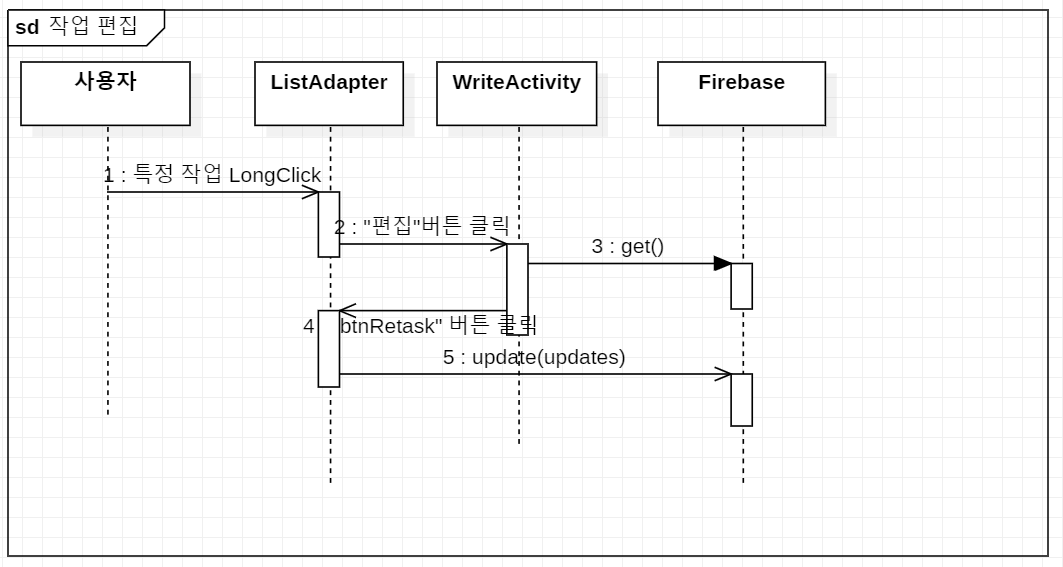 sd 작업 편집
사용자
ListAdapter
WriteActivity
Firebase
1 : 특정 작업 LongClick
2 : "편집"버튼 클릭
3 : get()
4 btnRetask" 버튼 클릭
5 : update(updates)